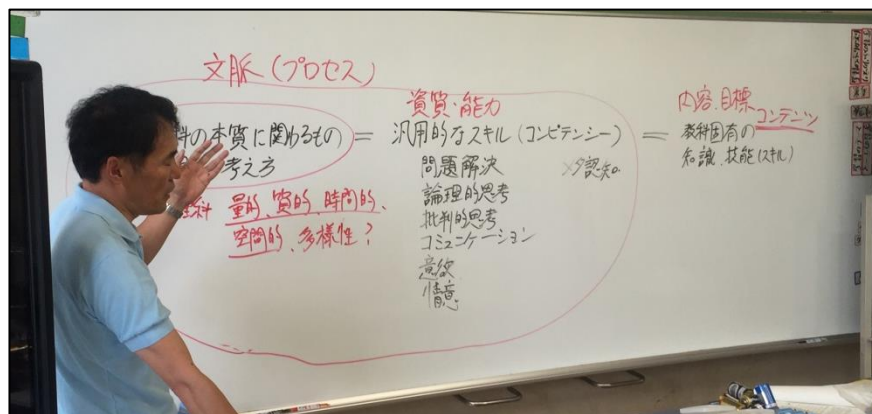 文脈(プロセス)
科の本質に関わるもの)
考え方
理科 量的、質的、時間的、
空間的、多様性?
資質・能力
= 汎用的なスキル(コンピテンシー)
問題解決
メタ認知
論理的思考
批判的思考
コミュニケーション
意欲
情意
内容、目標
コンテンツ
= 教科固有の
知識、技能(スキル)